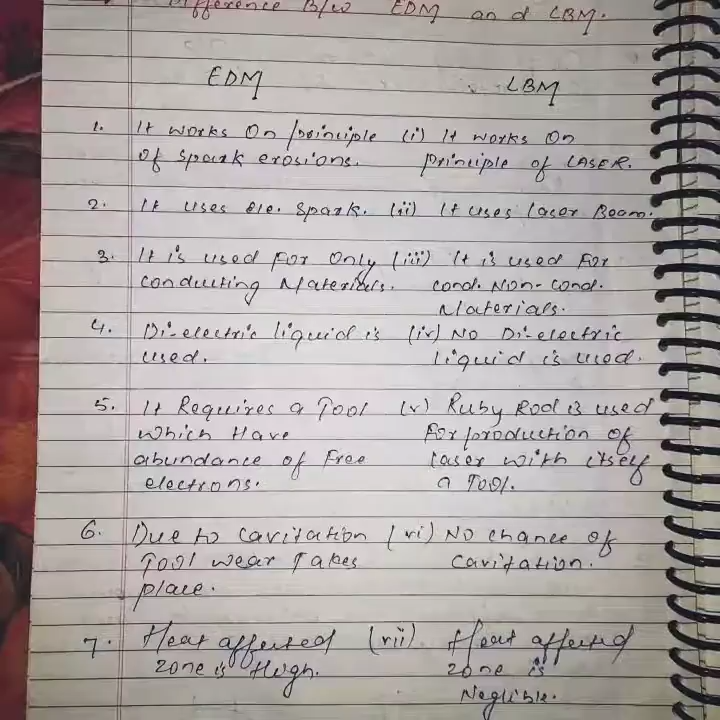 Difference B/w EDM and LBM.
EDM LBM
1. It works On principle (i) It works On
of spark erosions. principle of LASER.
2. It uses ele. Spark. (ii) It uses Laser Beam.
3. It is used For Only (iii) It is used For
conducting Materials. cond. Non-cond.
Materials.
4. Di-electric liquid is (iv) No Di-electric
used. liquid is used.
5. It Requires a Tool (v) Ruby Rod is used
which Have For production of
abundance of Free Laser with itself
electrons. a Tool.
6. Due to cavitation (vi) No chance of
Tool wear Takes Cavitation.
place.
7. Heat affected (vii) Heat affected
zone is High. zone is
Neglible.